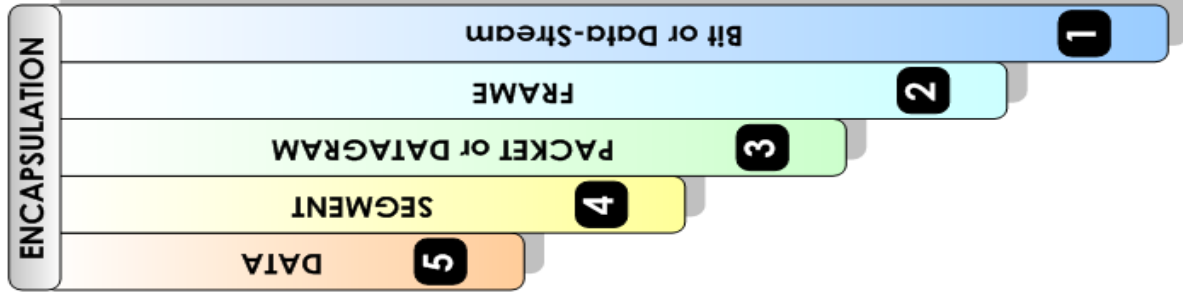 ENCAPSULATION
5 DATA
4 SEGMENT
3 PACKET or DATAGRAM
2 FRAME
1 Bit or Data-Stream